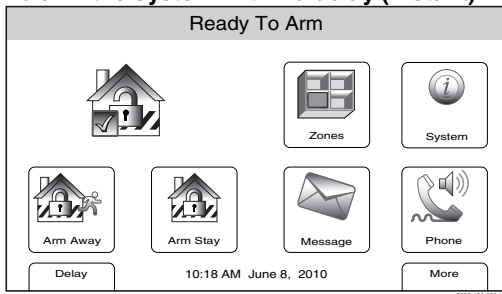 Ready To Arm
Zones
System
Arm Away
Arm Stay
Message
Phone
Delay
10:18 AM June 8, 2010
More